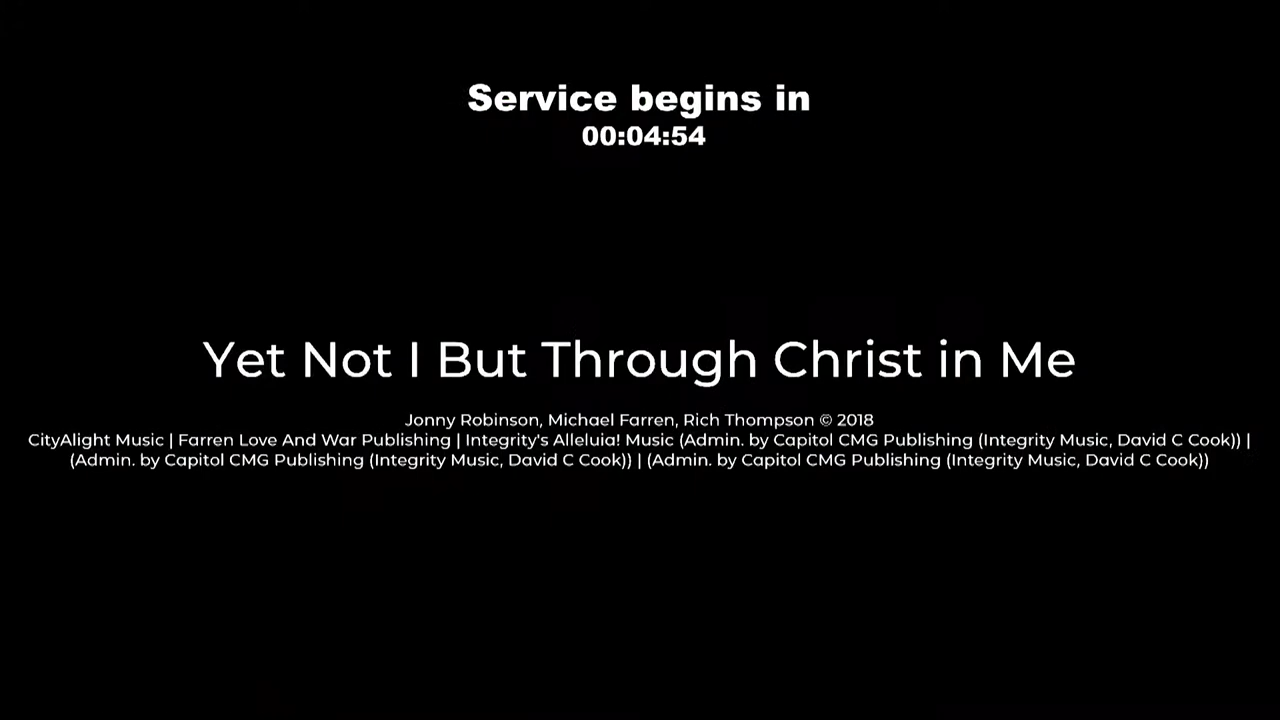 Service begins in
00:04:54
Yet Not I But Through Christ in Me
Jonny Robinson, Michael Farren, Rich Thompson © 2018
CityAlight Music | Farren Love And War Publishing | Integrity's Alleluia! Music (Admin. by Capitol CMG Publishing (Integrity Music, David C Cook)) |
(Admin. by Capitol CMG Publishing (Integrity Music, David C Cook)) | (Admin. by Capitol CMG Publishing (Integrity Music, David C Cook))